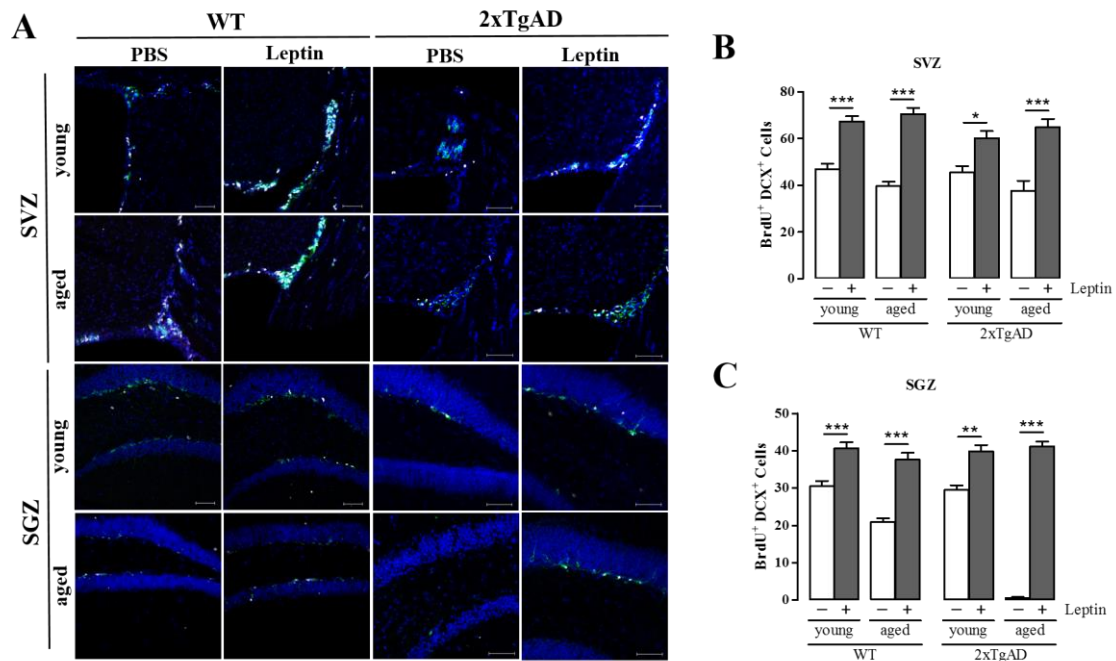 A
WT 2xTgAD
PBS Leptin PBS Leptin
SVZ
young
aged
SGZ
young
aged
B
SVZ
BrdU⁺ DCX⁺ Cells
80
60
40
20
0
*** *** * ***
– + – + – + – + Leptin
young aged young aged
WT 2xTgAD
C
SGZ
BrdU⁺ DCX⁺ Cells
50
40
30
20
10
0
*** *** ** ***
– + – + – + – + Leptin
young aged young aged
WT 2xTgAD